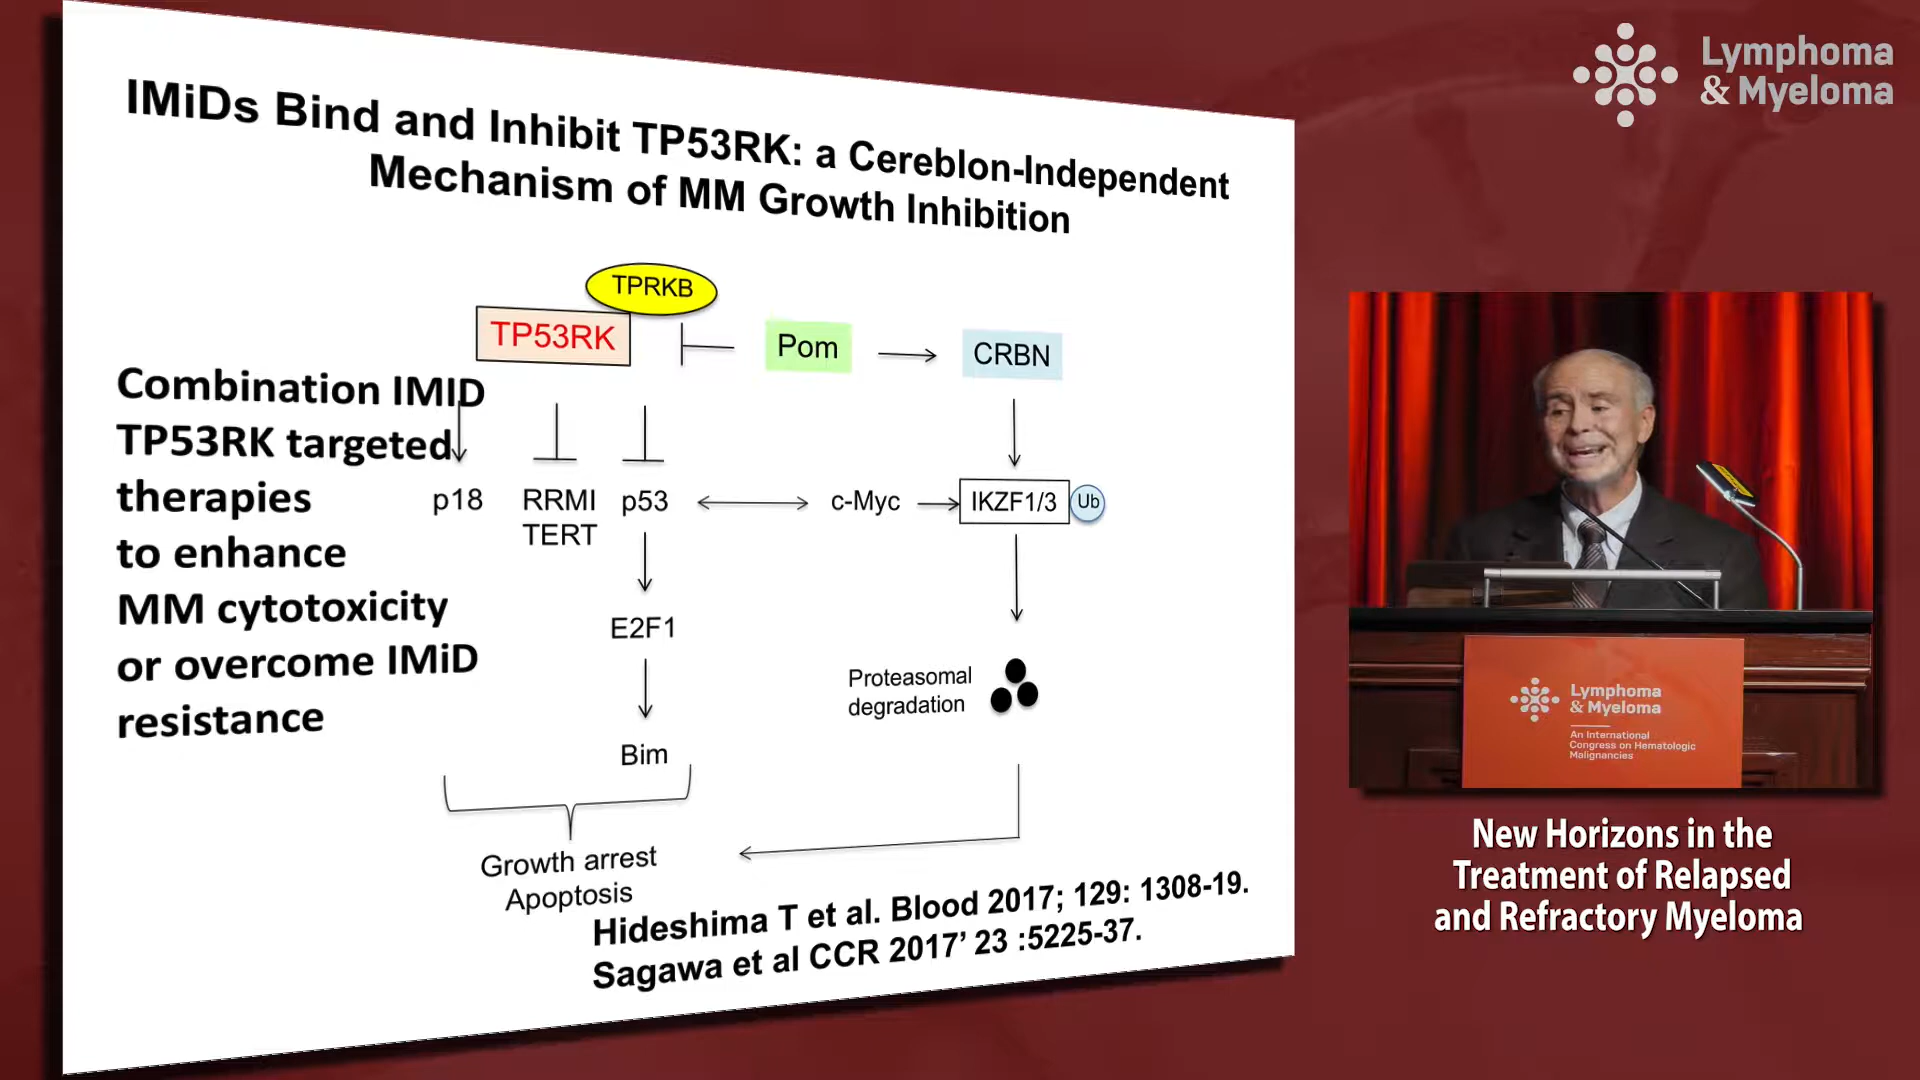 IMiDs Bind and Inhibit TP53RK: a Cereblon-Independent
Mechanism of MM Growth Inhibition
TPRKB
TP53RK
Pom
CRBN
Combination IMID
TP53RK targeted
therapies
to enhance
MM cytotoxicity
or overcome IMiD
resistance
p18
RRMI
TERT
p53
c-Myc
IKZF1/3
Ub
E2F1
Bim
Proteasomal
degradation
Growth arrest
Apoptosis
Hideshima T et al. Blood 2017; 129: 1308-19.
Sagawa et al CCR 2017’ 23 :5225-37.
Lymphoma
& Myeloma
Lymphoma
& Myeloma
An International
Congress on Hematologic
Malignancies
New Horizons in the
Treatment of Relapsed
and Refractory Myeloma